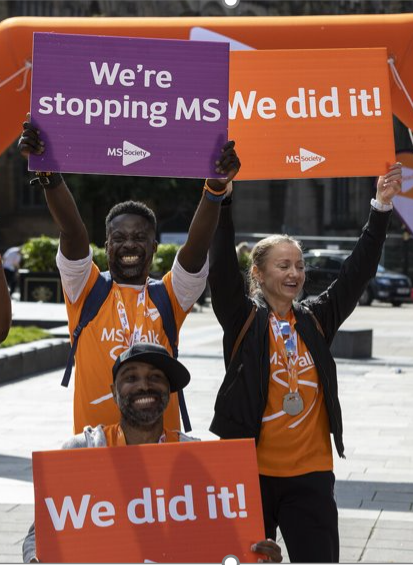 We're
stopping MS
MS Society
We did it!
MS Society
MS Walk
MS Walk
We did it!